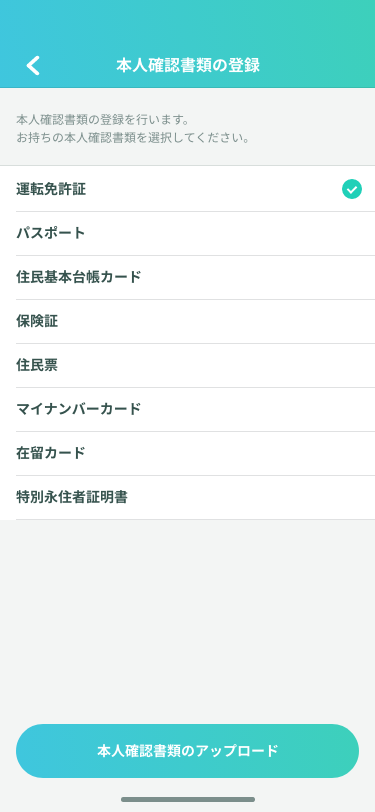 本人確認書類の登録
本人確認書類の登録を行います。
お持ちの本人確認書類を選択してください。
運転免許証
パスポート
住民基本台帳カード
保険証
住民票
マイナンバーカード
在留カード
特別永住者証明書
本人確認書類のアップロード